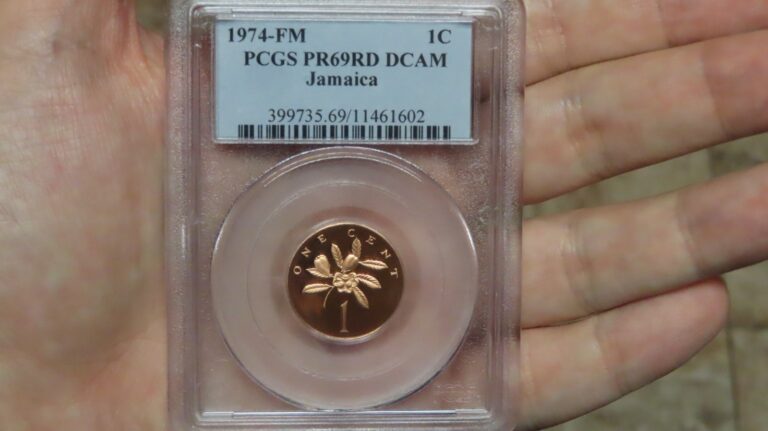 1974-FM 1C
PCGS PR69RD DCAM
Jamaica
399735.69/11461602
ONE CENT
1